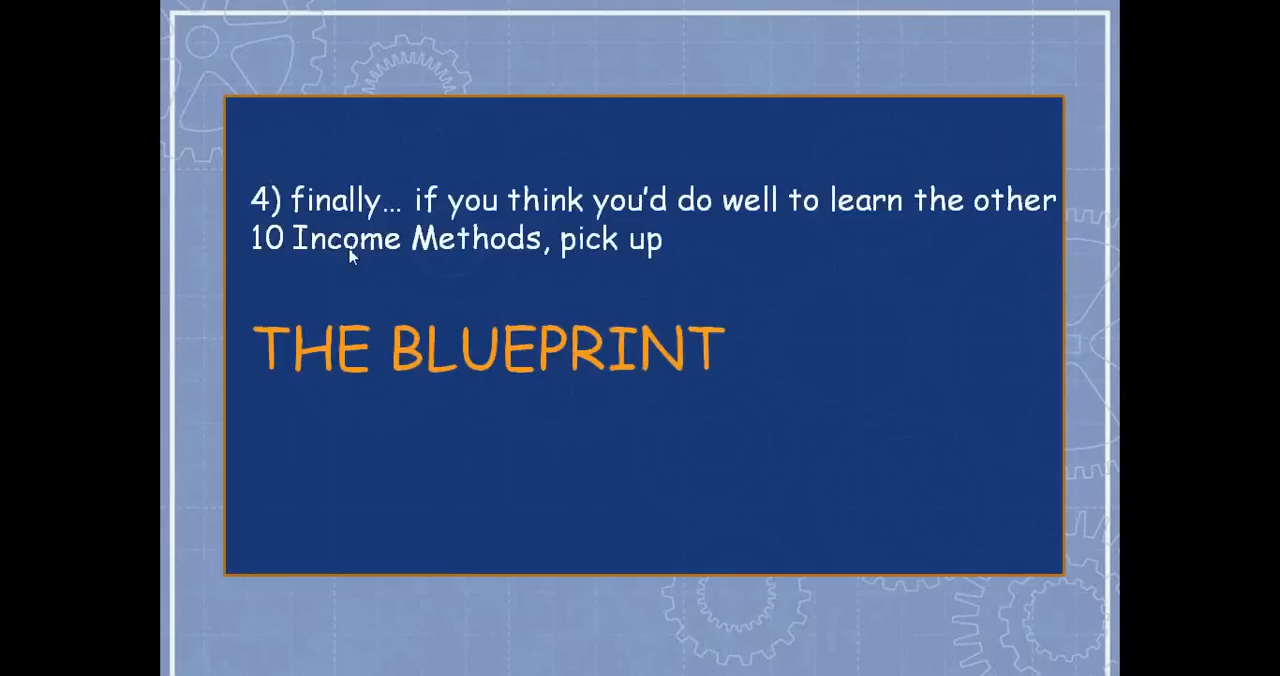 4) finally... if you think you'd do well to learn the other
10 Income Methods, pick up
THE BLUEPRINT